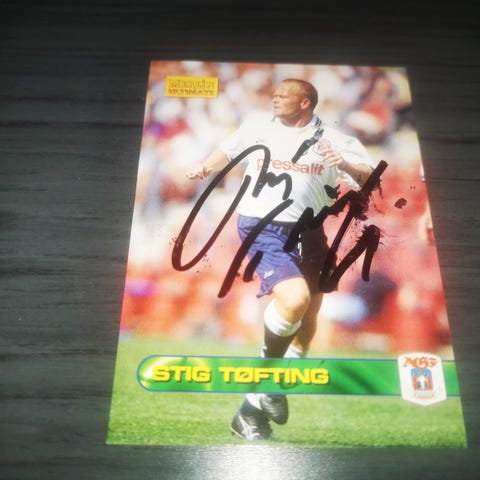 MERLIN
ULTIMATE
pressalit
STIG TØFTING
AGF